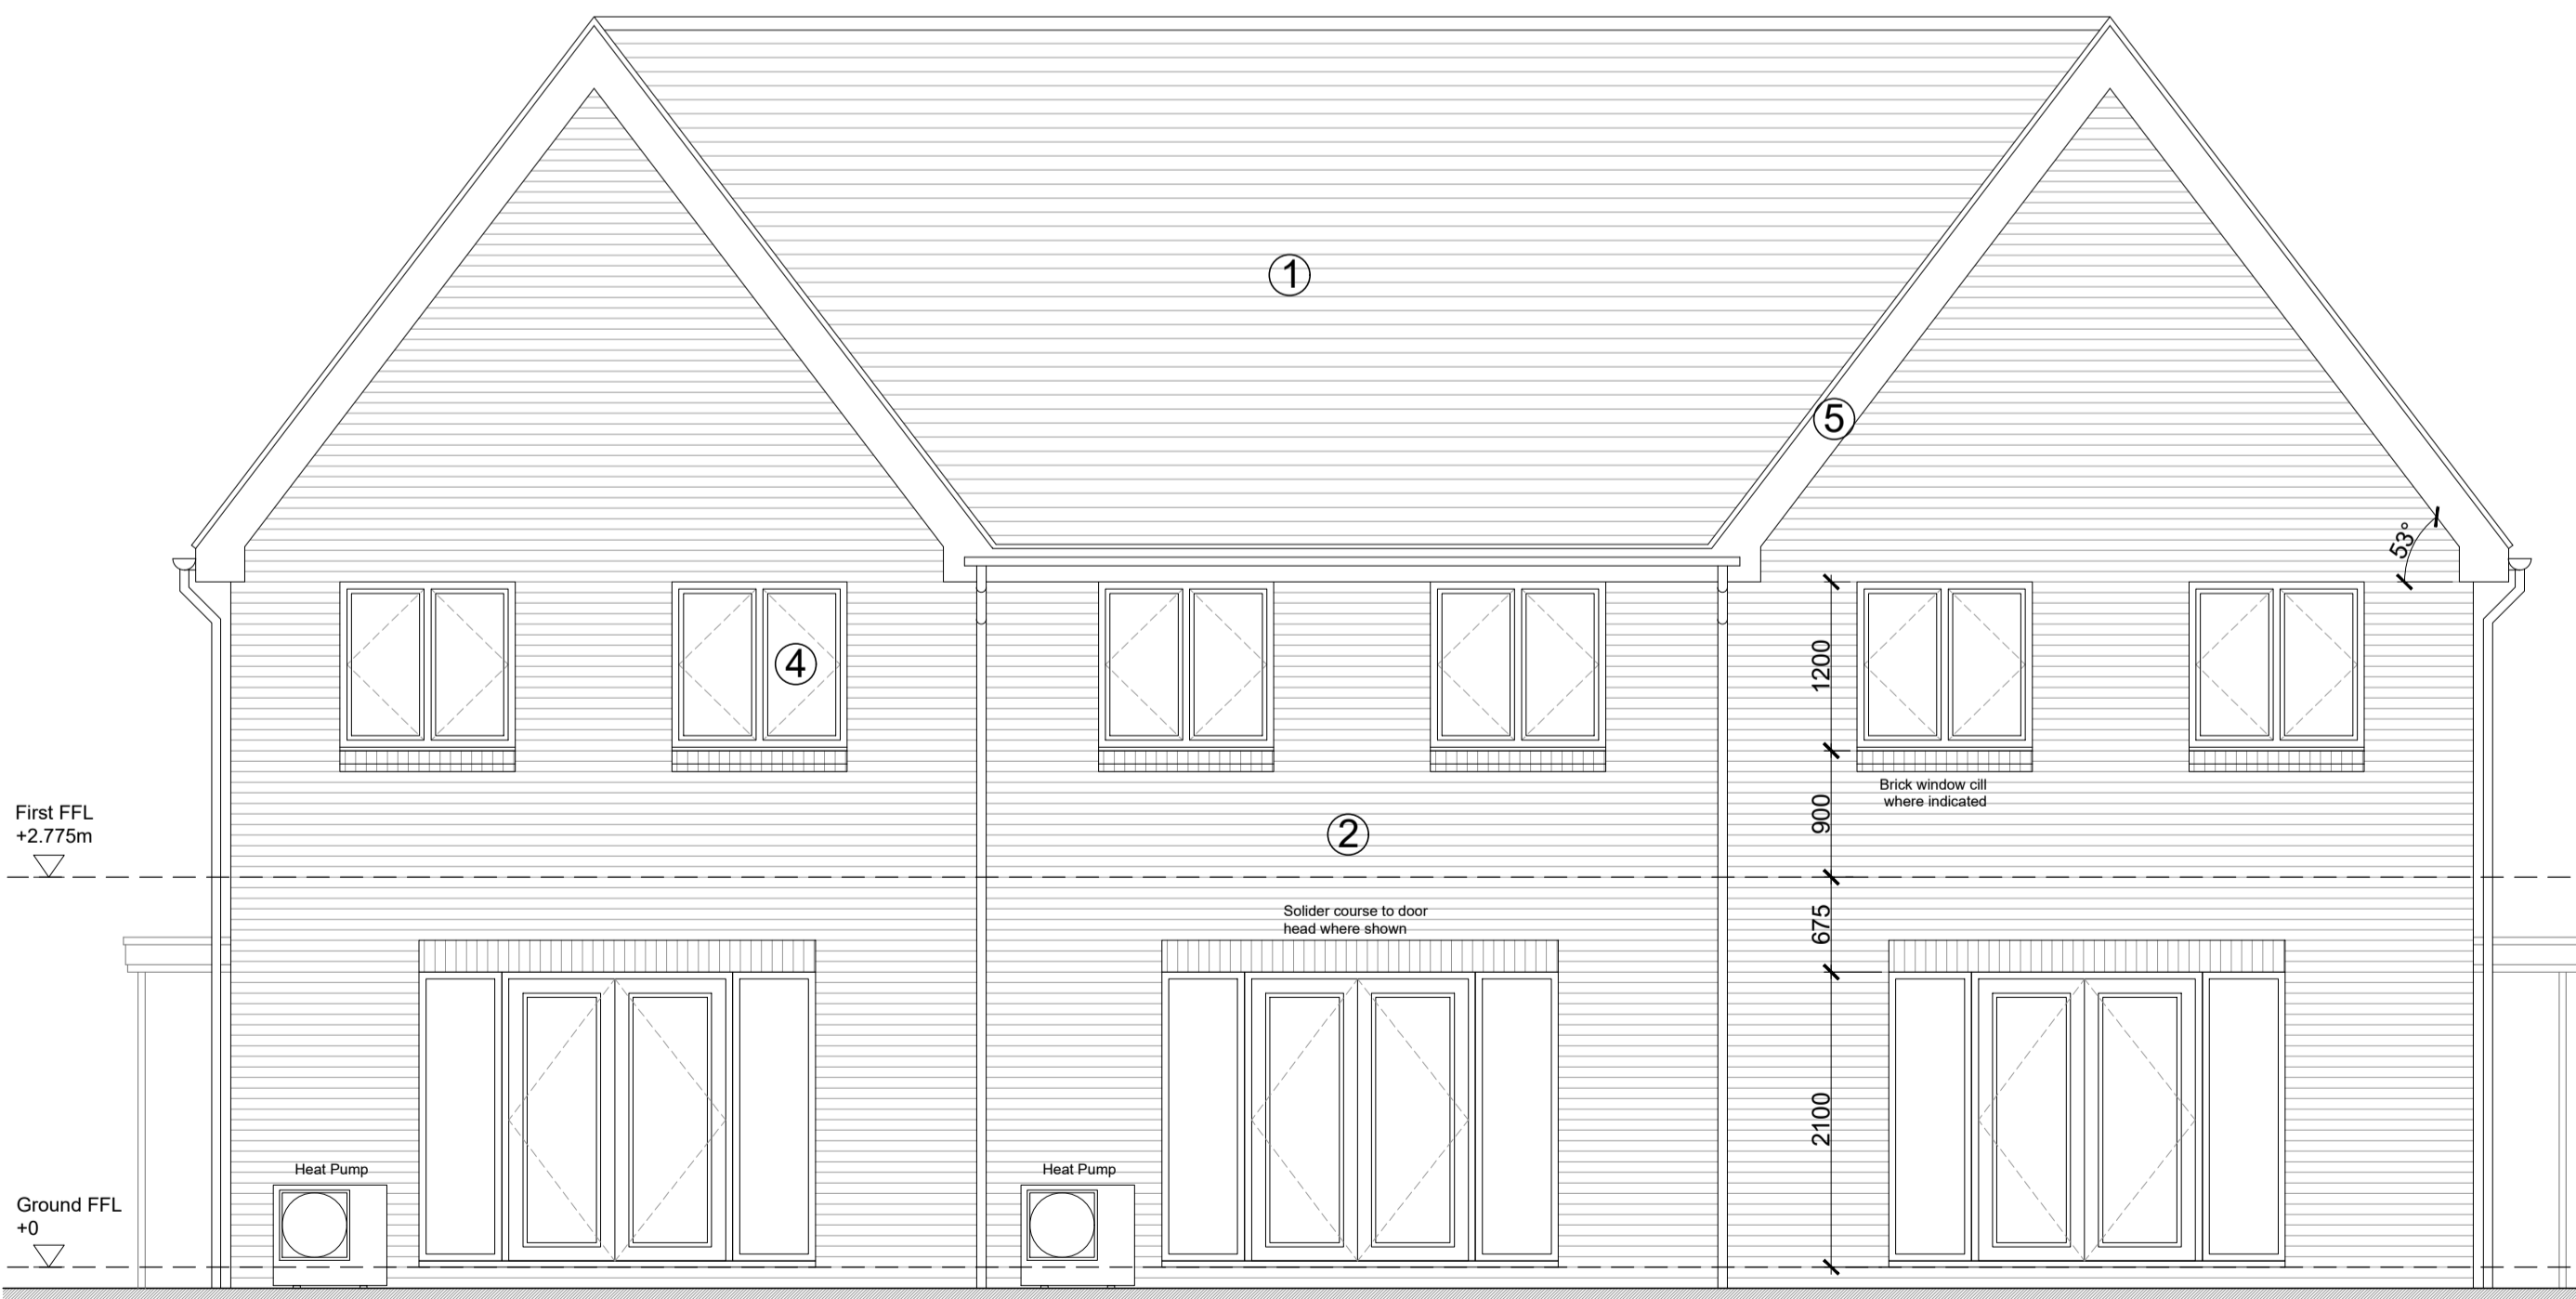 1
5
53°
4
1200
Brick window cill
where indicated
First FFL
+2.775m
900
2
Solider course to door
head where shown
675
2100
Heat Pump
Heat Pump
Ground FFL
+0